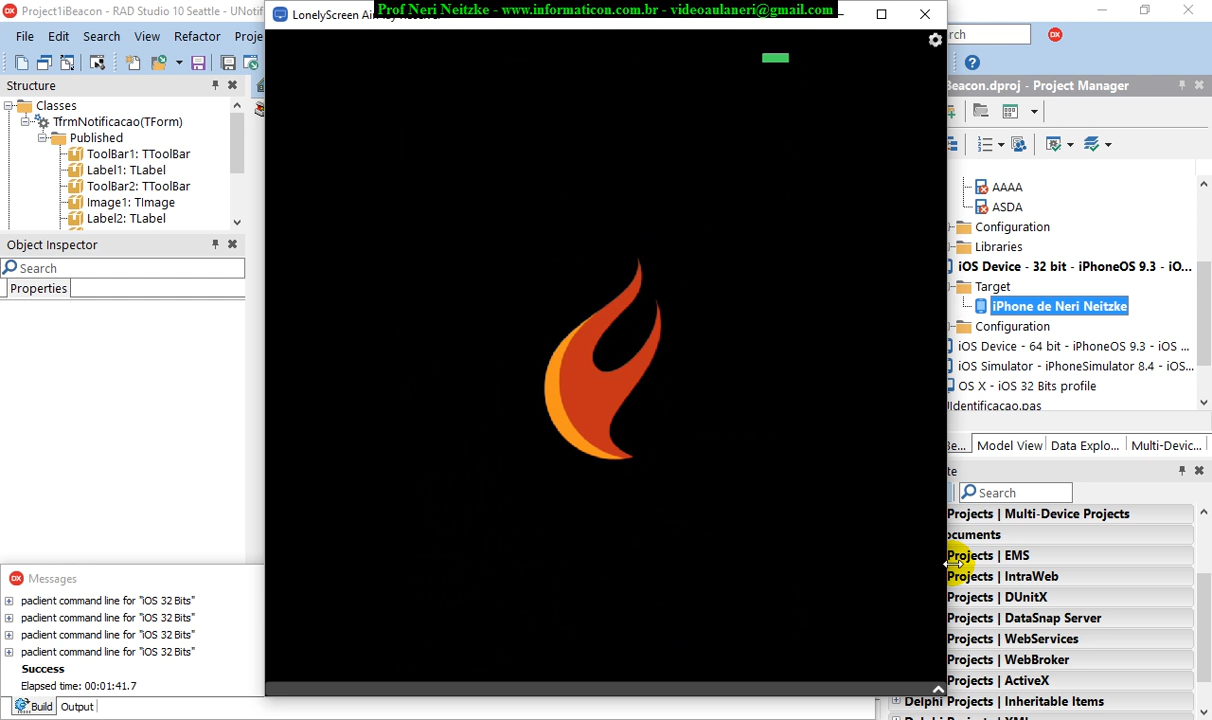 Project1iBeacon - RAD Studio 10 Seattle - UNotif
LonelyScreen
Prof Neri Neitzke - www.informaticon.com.br - videoaulaneri@gmail.com
File Edit Search View Refactor Proje
rch
Structure
Classes
TfrmNotificacao(TForm)
Published
ToolBar1: TToolBar
Label1: TLabel
ToolBar2: TToolBar
Image1: TImage
Label2: TLabel
Object Inspector
Search
Properties
Beacon.dproj - Project Manager
AAAA
ASDA
Configuration
Libraries
iOS Device - 32 bit - iPhoneOS 9.3 - iO...
Target
iPhone de Neri Neitzke
Configuration
iOS Device - 64 bit - iPhoneOS 9.3 - iOS ...
iOS Simulator - iPhoneSimulator 8.4 - iOS...
OS X - iOS 32 Bits profile
UIdentificacao.pas
Be... Model View Data Explo... Multi-Devic...
te
Search
Projects | Multi-Device Projects
ocuments
Projects | EMS
Projects | IntraWeb
Projects | DUnitX
Projects | DataSnap Server
Projects | WebServices
Projects | WebBroker
Projects | ActiveX
Delphi Projects | Inheritable Items
Delphi Projects | XML
Messages
paclient command line for "iOS 32 Bits"
paclient command line for "iOS 32 Bits"
paclient command line for "iOS 32 Bits"
paclient command line for "iOS 32 Bits"
Success
Elapsed time: 00:01:41.7
Build Output